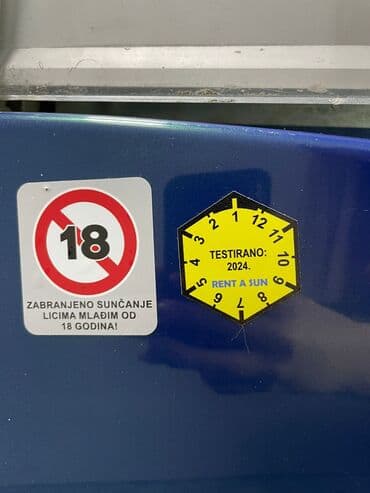 18
ZABRANJENO SUNČANJE
LICIMA MLAĐIM OD
18 GODINA!
1
12
11
10
9
8
7
6
5
4
3
2
TESTIRANO:
2024.
RENT A SUN